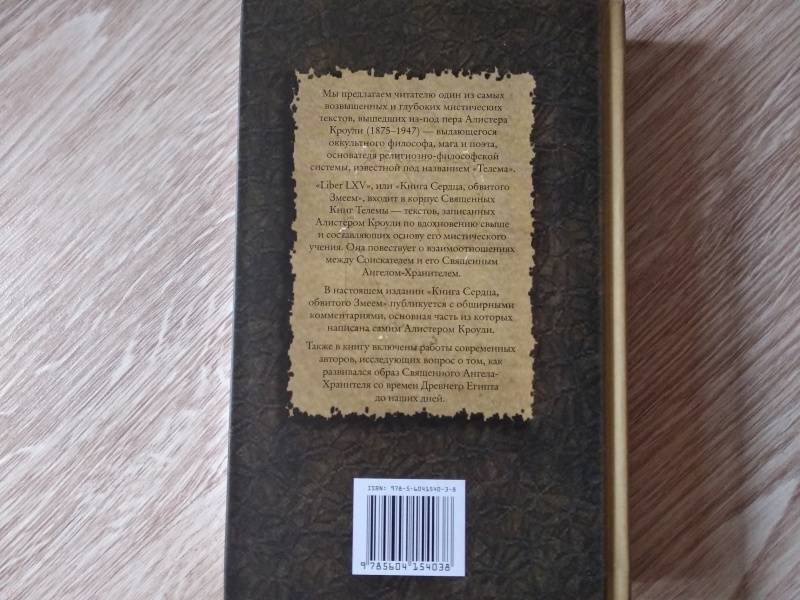 Мы предлагаем читателю один из самых
возвышенных и глубоких мистических
текстов, вышедших из-под пера Алистера
Кроули (1875–1947) — выдающегося
оккультного философа, мага и поэта,
основателя религиозно-философской
системы, известной под названием «Телема».
«Liber LXV», или «Книга Сердца, обвитого
Змеем», входит в корпус Священных
Книг Телемы — текстов, записанных
Алистером Кроули по вдохновению свыше
и составляющих основу его мистического
учения. Она повествует о взаимоотношениях
между Соискателем и его Священным
Ангелом-Хранителем.
В настоящем издании «Книга Сердца,
обвитого Змеем» публикуется с обширными
комментариями, основная часть из которых
написана самим Алистером Кроули.
Также в книгу включены работы современных
авторов, исследующих вопрос о том, как
развивался образ Священного Ангела-
Хранителя со времен Древнего Египта
до наших дней.
ISBN: 978-5-6041540-3-8
9 785604 154038